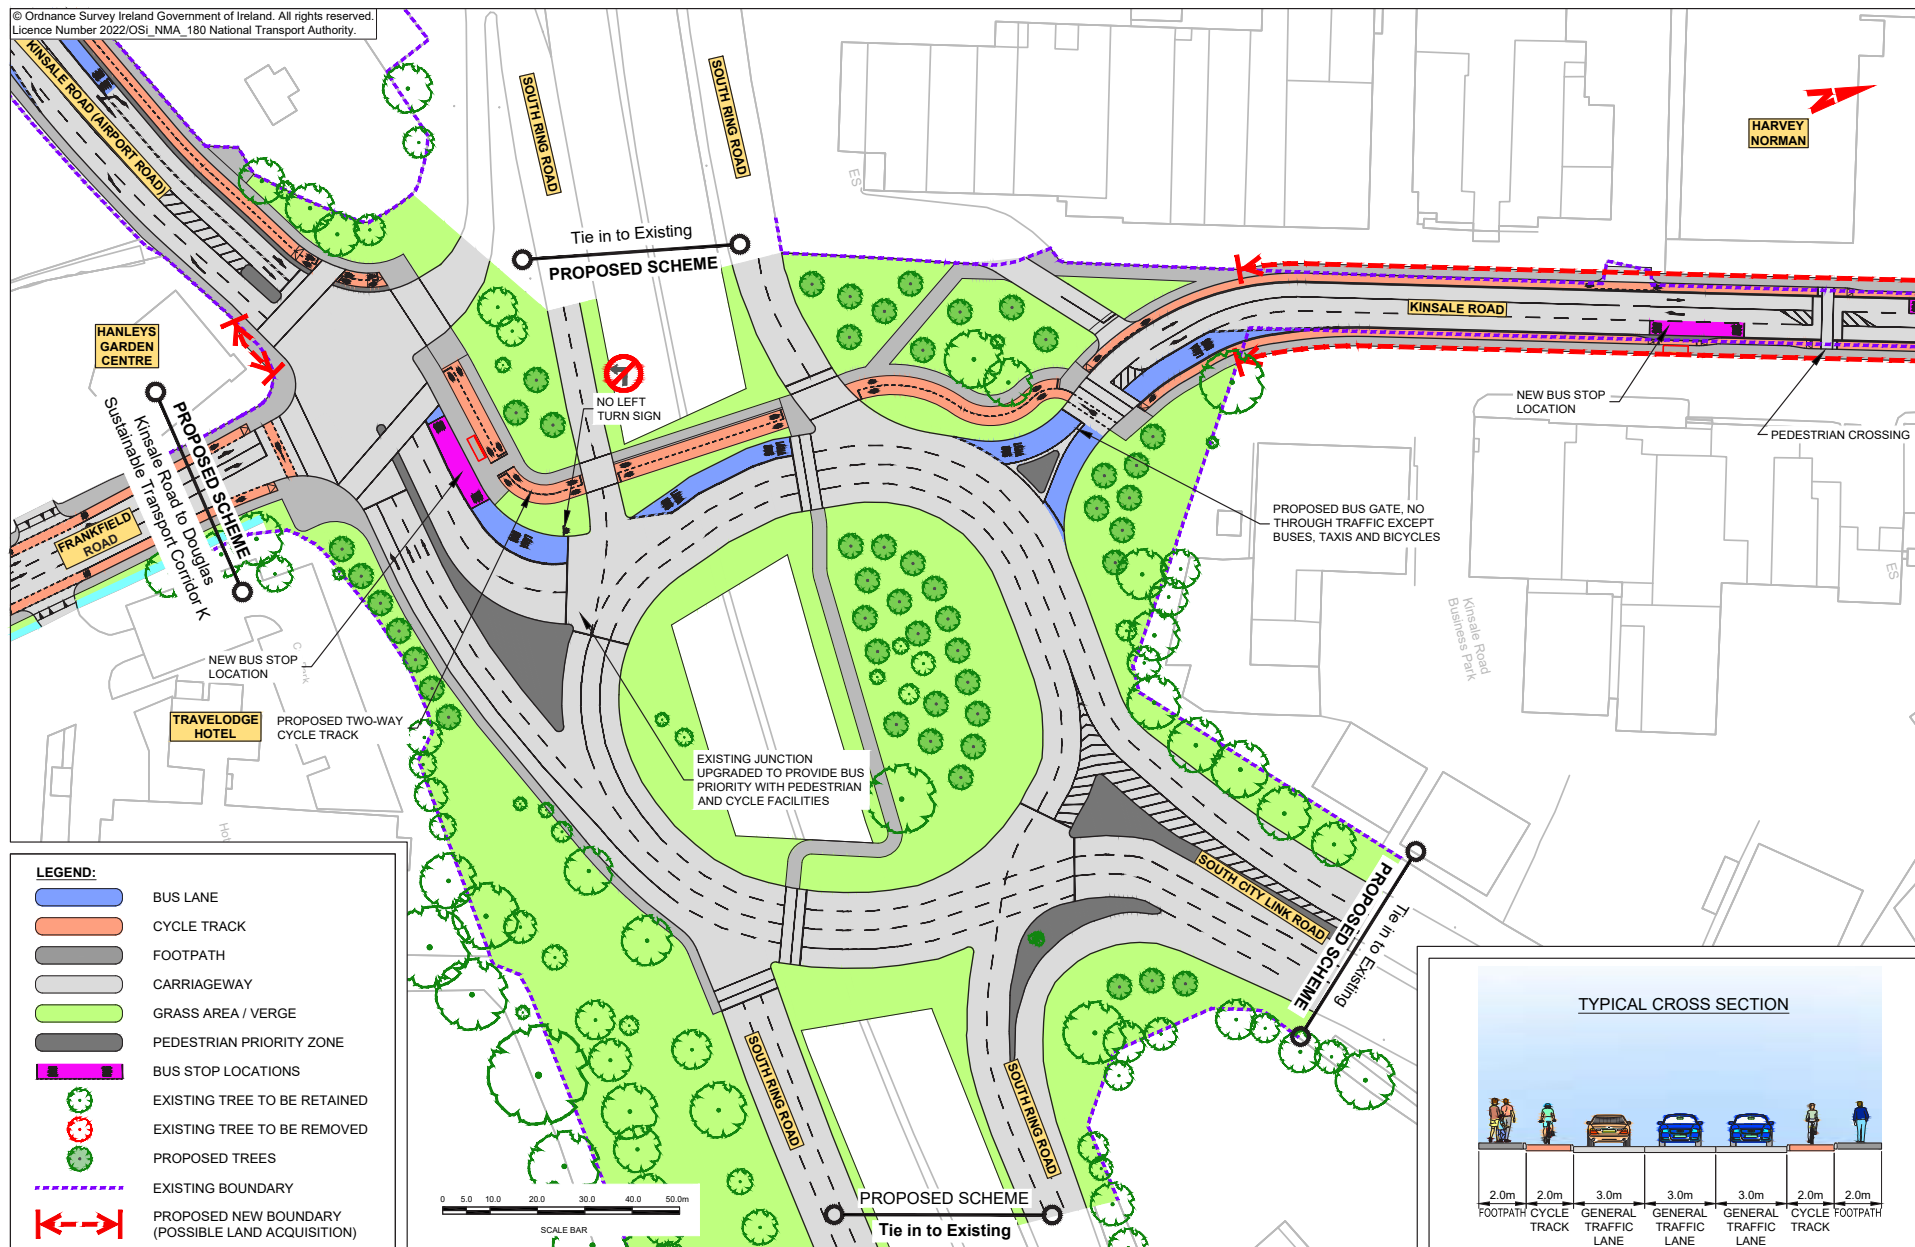 © Ordnance Survey Ireland Government of Ireland. All rights reserved.
Licence Number 2022/OSi_NMA_180 National Transport Authority.
KINSALE ROAD (AIRPORT ROAD)
SOUTH RING ROAD
SOUTH RING ROAD
Tie in to Existing
PROPOSED SCHEME
ES
HARVEY
NORMAN
N
KINSALE ROAD
HANLEYS
GARDEN
CENTRE
NO LEFT
TURN SIGN
NEW BUS STOP
LOCATION
PEDESTRIAN CROSSING
PROPOSED SCHEME
Kinsale Road to Douglas
Sustainable Transport Corridor K
FRANKFIELD
ROAD
PROPOSED BUS GATE, NO
THROUGH TRAFFIC EXCEPT
BUSES, TAXIS AND BICYCLES
ES
Kinsale Road
Business Park
NEW BUS STOP
LOCATION
TRAVELODGE
HOTEL
PROPOSED TWO-WAY
CYCLE TRACK
EXISTING JUNCTION
UPGRADED TO PROVIDE BUS
PRIORITY WITH PEDESTRIAN
AND CYCLE FACILITIES
SOUTH CITY LINK ROAD
PROPOSED SCHEME
Tie in to Existing
SOUTH RING ROAD
SOUTH RING ROAD
PROPOSED SCHEME
Tie in to Existing
LEGEND:
BUS LANE
CYCLE TRACK
FOOTPATH
CARRIAGEWAY
GRASS AREA / VERGE
PEDESTRIAN PRIORITY ZONE
BUS STOP LOCATIONS
EXISTING TREE TO BE RETAINED
EXISTING TREE TO BE REMOVED
PROPOSED TREES
EXISTING BOUNDARY
PROPOSED NEW BOUNDARY
(POSSIBLE LAND ACQUISITION)
0 5.0 10.0 20.0 30.0 40.0 50.0m
SCALE BAR
TYPICAL CROSS SECTION
2.0m 2.0m 3.0m 3.0m 3.0m 2.0m 2.0m
FOOTPATH CYCLE TRACK GENERAL TRAFFIC LANE GENERAL TRAFFIC LANE GENERAL TRAFFIC LANE CYCLE TRACK FOOTPATH